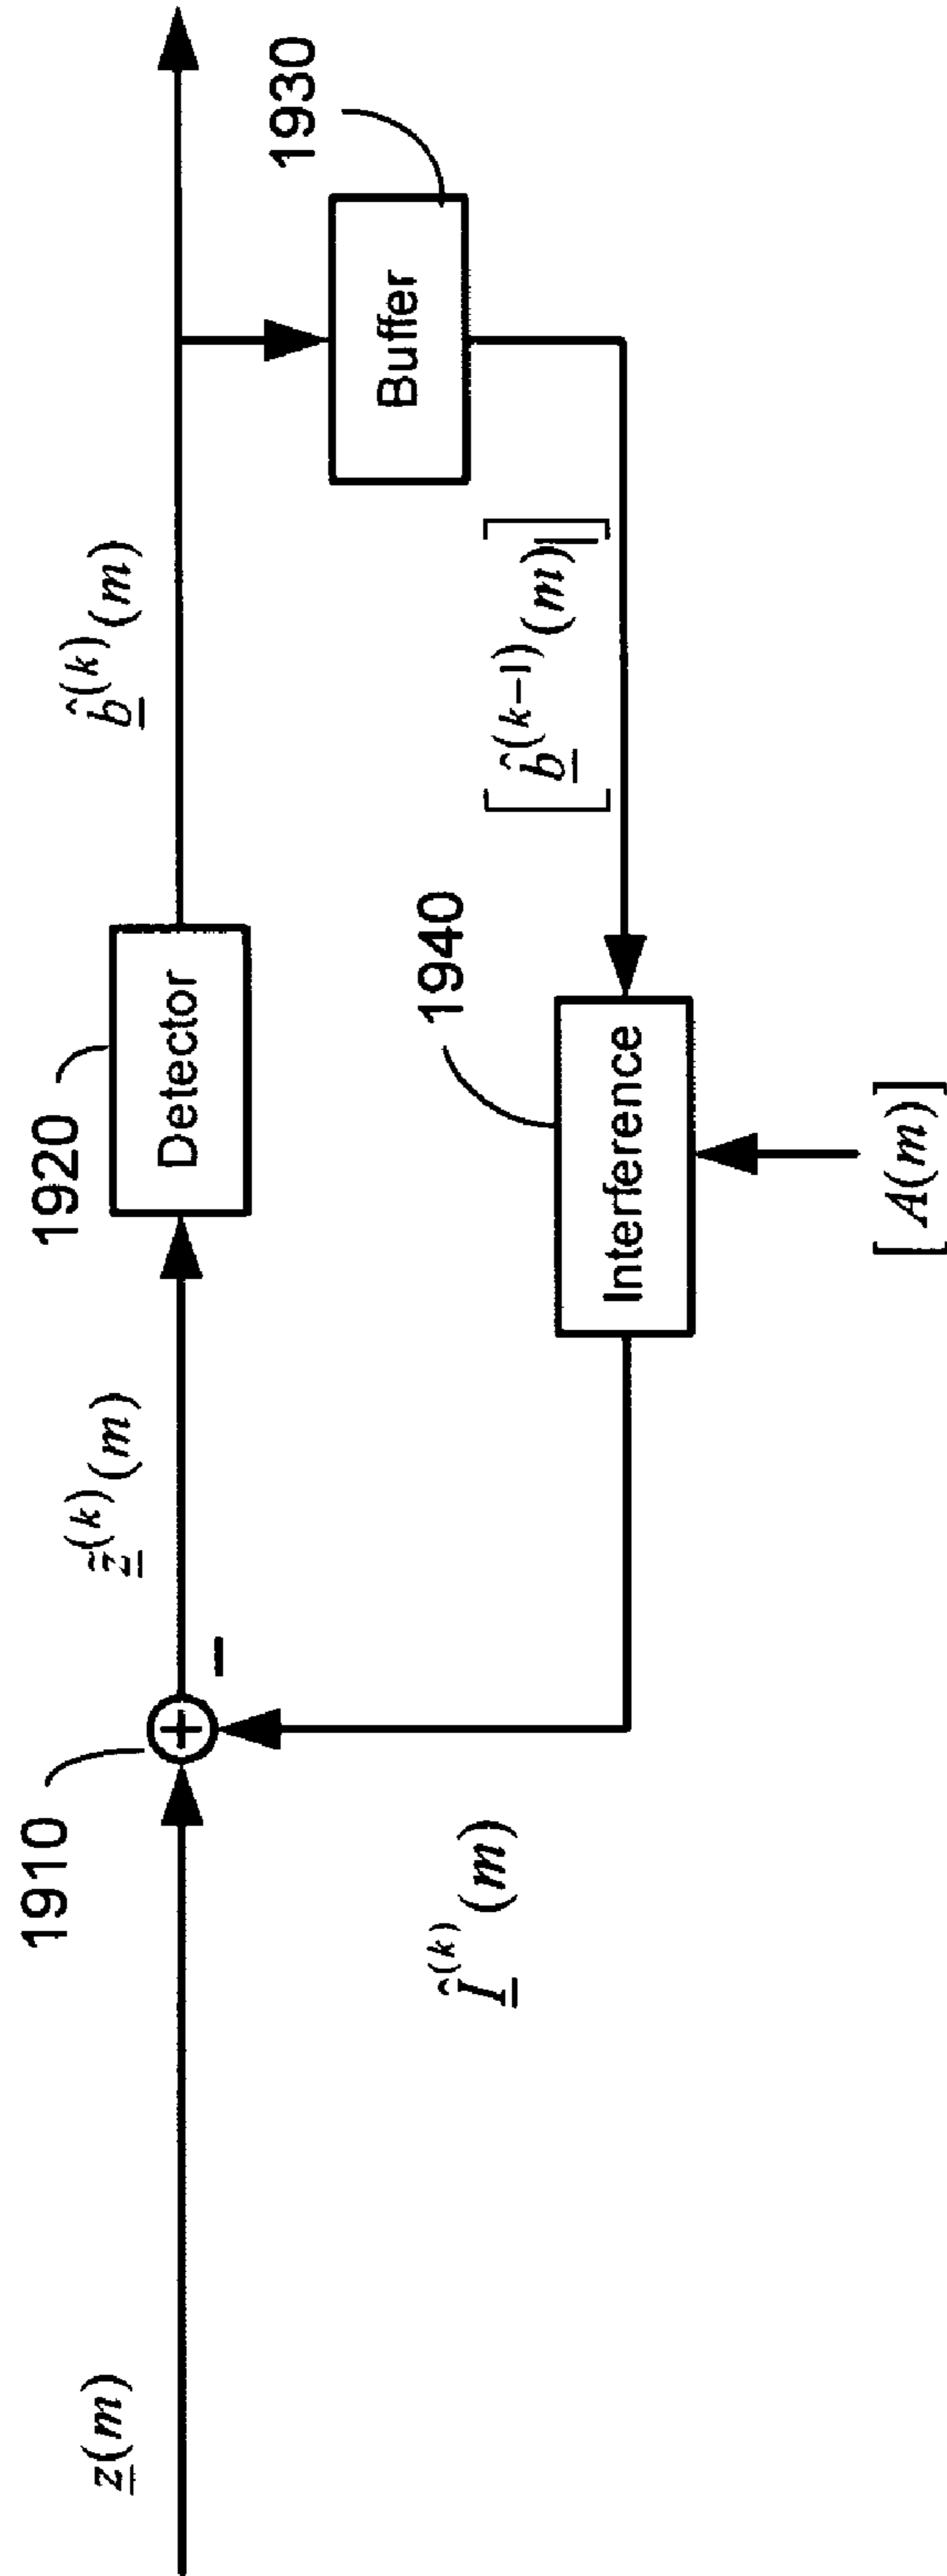 z(m)
1910
z̃^(k)(m)
1920
Detector
b̂^(k)(m)
1930
Buffer
[b̂^(k-1)(m)]
1940
Interference
[A(m)]
Î^(k)(m)
+
−